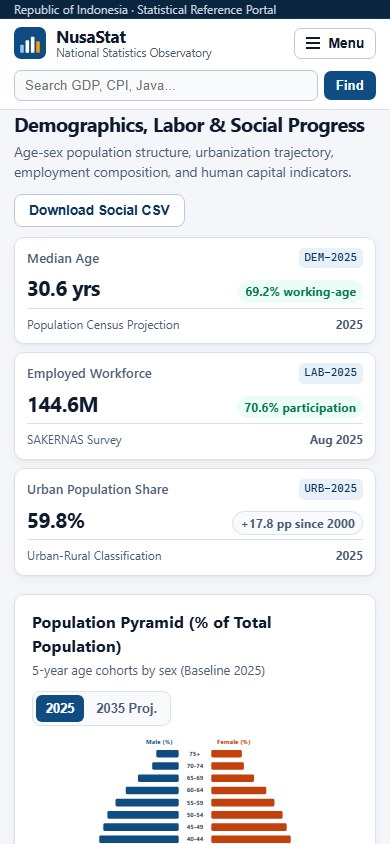 Republic of Indonesia · Statistical Reference Portal
NusaStat
National Statistics Observatory
Menu
Search GDP, CPI, Java...
Find
Demographics, Labor & Social Progress
Age-sex population structure, urbanization trajectory,
employment composition, and human capital indicators.
Download Social CSV
Median Age
DEM-2025
30.6 yrs
69.2% working-age
Population Census Projection
2025
Employed Workforce
LAB-2025
144.6M
70.6% participation
SAKERNAS Survey
Aug 2025
Urban Population Share
URB-2025
59.8%
+17.8 pp since 2000
Urban-Rural Classification
2025
Population Pyramid (% of Total
Population)
5-year age cohorts by sex (Baseline 2025)
2025
2035 Proj.
Male (%)
Female (%)
75+
70-74
65-69
60-64
55-59
50-54
45-49
40-44